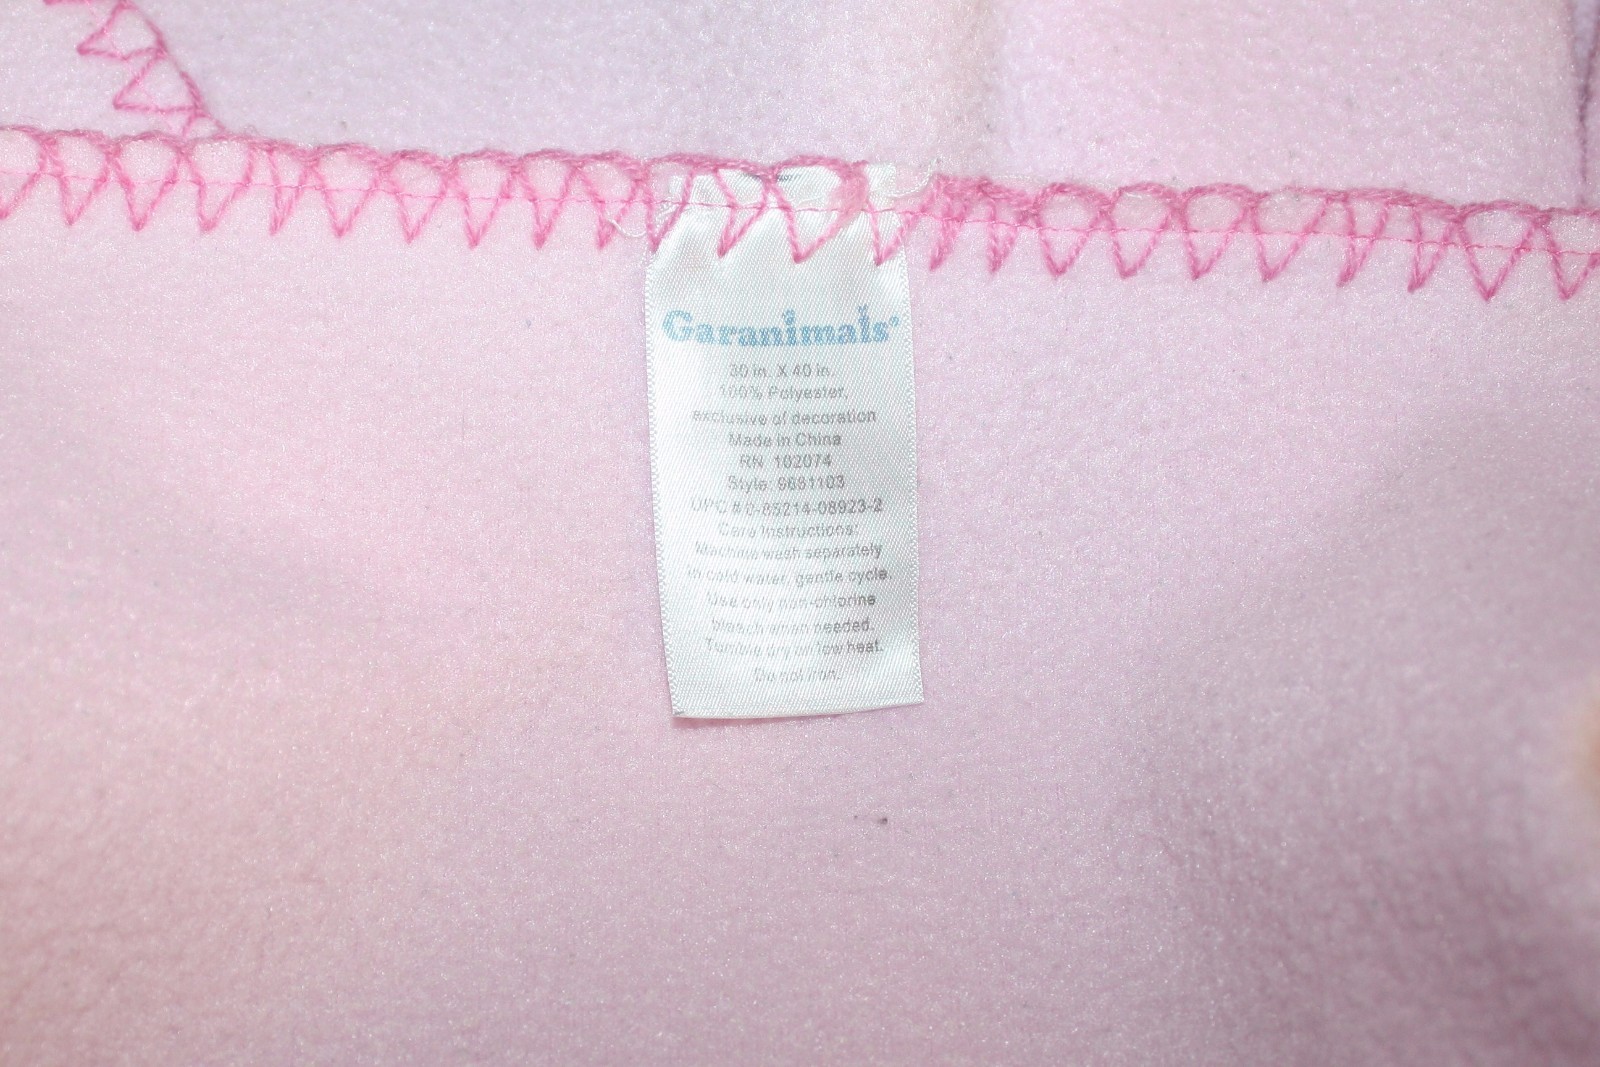 Garanimals®
30 in. X 40 in.
100% Polyester,
exclusive of decoration
Made in China
RN 102074
Style: 9681103
UPC # 0-85214-08923-2
Care Instructions:
Machine wash separately
in cold water, gentle cycle.
Use only non-chlorine
bleach when needed.
Tumble dry on low heat.
Do not iron.